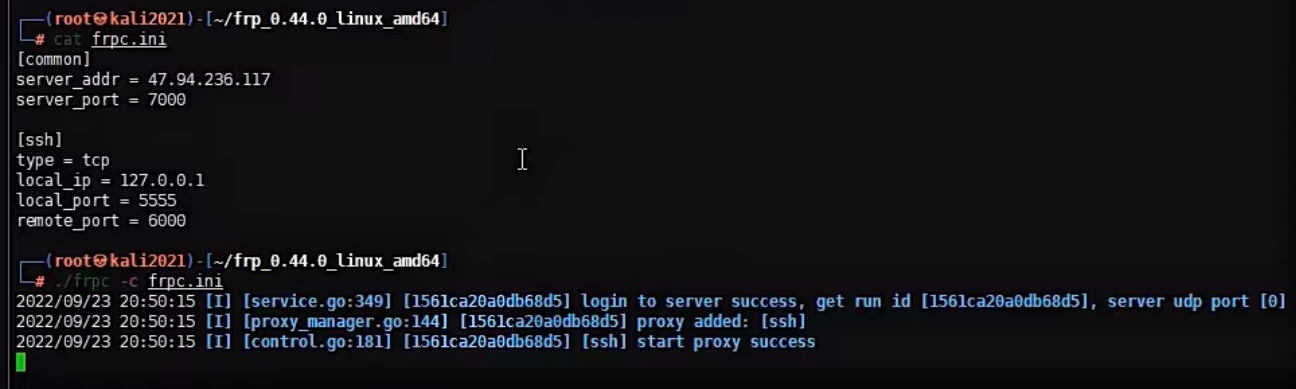 ┌──(root㉿kali2021)-[~/frp_0.44.0_linux_amd64]
└─# cat frpc.ini
[common]
server_addr = 47.94.236.117
server_port = 7000

[ssh]
type = tcp
local_ip = 127.0.0.1
local_port = 5555
remote_port = 6000

┌──(root㉿kali2021)-[~/frp_0.44.0_linux_amd64]
└─# ./frpc -c frpc.ini
2022/09/23 20:50:15 [I] [service.go:349] [1561ca20a0db68d5] login to server success, get run id [1561ca20a0db68d5], server udp port [0]
2022/09/23 20:50:15 [I] [proxy_manager.go:144] [1561ca20a0db68d5] proxy added: [ssh]
2022/09/23 20:50:15 [I] [control.go:181] [1561ca20a0db68d5] [ssh] start proxy success